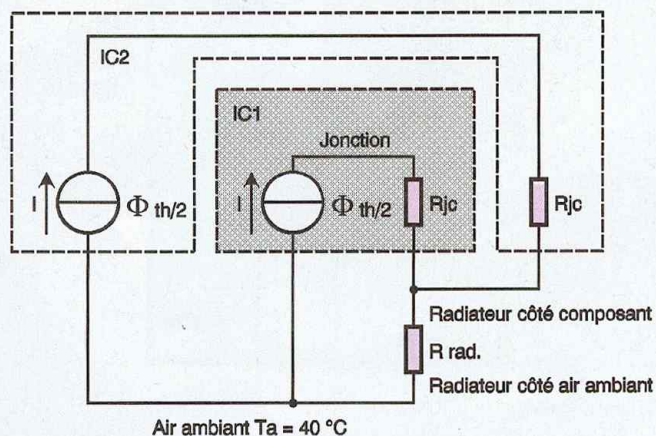 IC2
IC1
Jonction
I
Φ th/2
I
Φ th/2
Rjc
Rjc
Radiateur côté composant
R rad.
Radiateur côté air ambiant
Air ambiant Ta = 40 °C